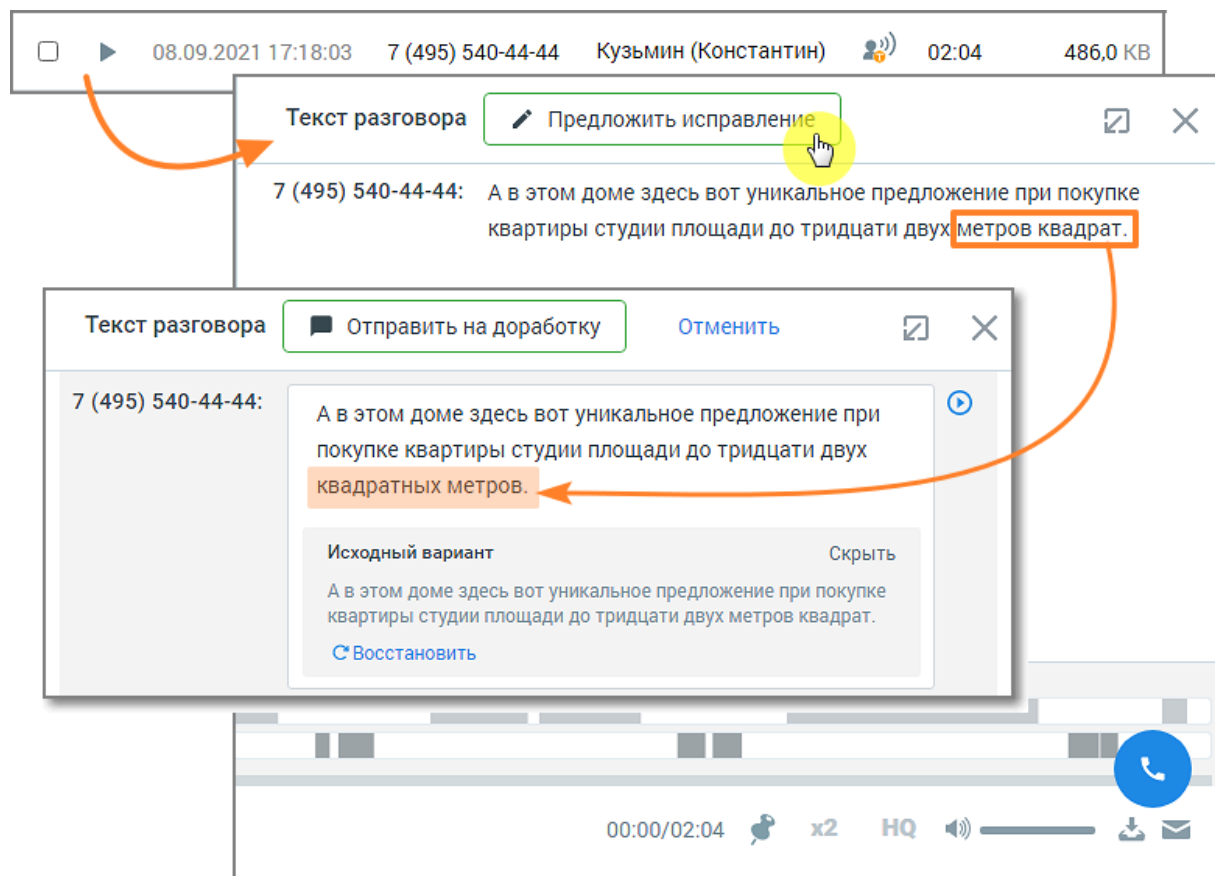 08.09.2021 17:18:03 7 (495) 540-44-44 Кузьмин (Константин) 02:04 486,0 KB
Текст разговора Предложить исправление
7 (495) 540-44-44: А в этом доме здесь вот уникальное предложение при покупке
квартиры студии площади до тридцати двух метров квадрат.
Текст разговора Отправить на доработку Отменить
7 (495) 540-44-44: А в этом доме здесь вот уникальное предложение при
покупке квартиры студии площади до тридцати двух
квадратных метров.
Исходный вариант Скрыть
А в этом доме здесь вот уникальное предложение при покупке
квартиры студии площади до тридцати двух метров квадрат.
Восстановить
00:00/02:04 x2 HQ